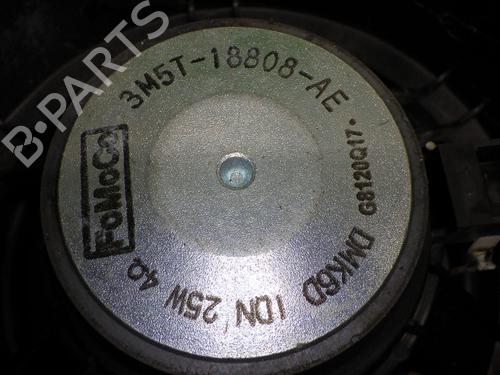 B-PARTS
3M5T-18808-AE
G8120Q17•
FoMoCo
DMK6D IDN 25W 4Ω